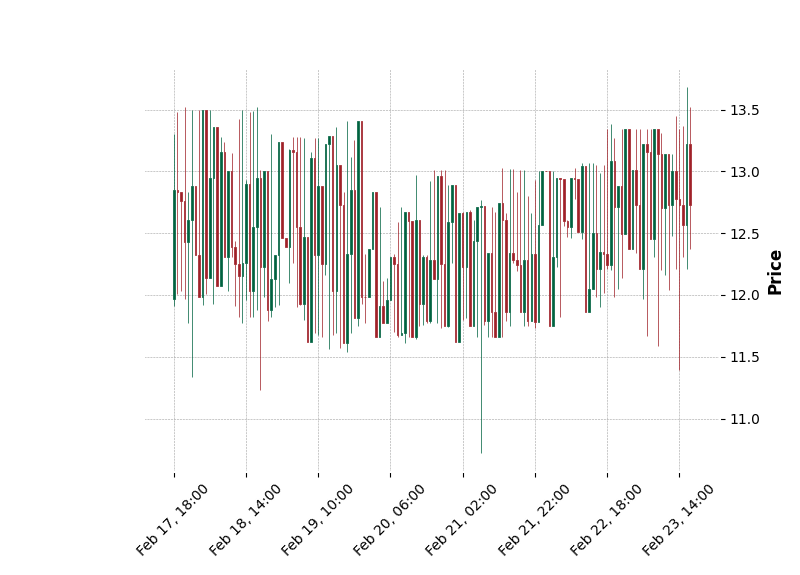 13.5
13.0
12.5
12.0
11.5
11.0
Price
Feb 17, 18:00
Feb 18, 14:00
Feb 19, 10:00
Feb 20, 06:00
Feb 21, 02:00
Feb 21, 22:00
Feb 22, 18:00
Feb 23, 14:00